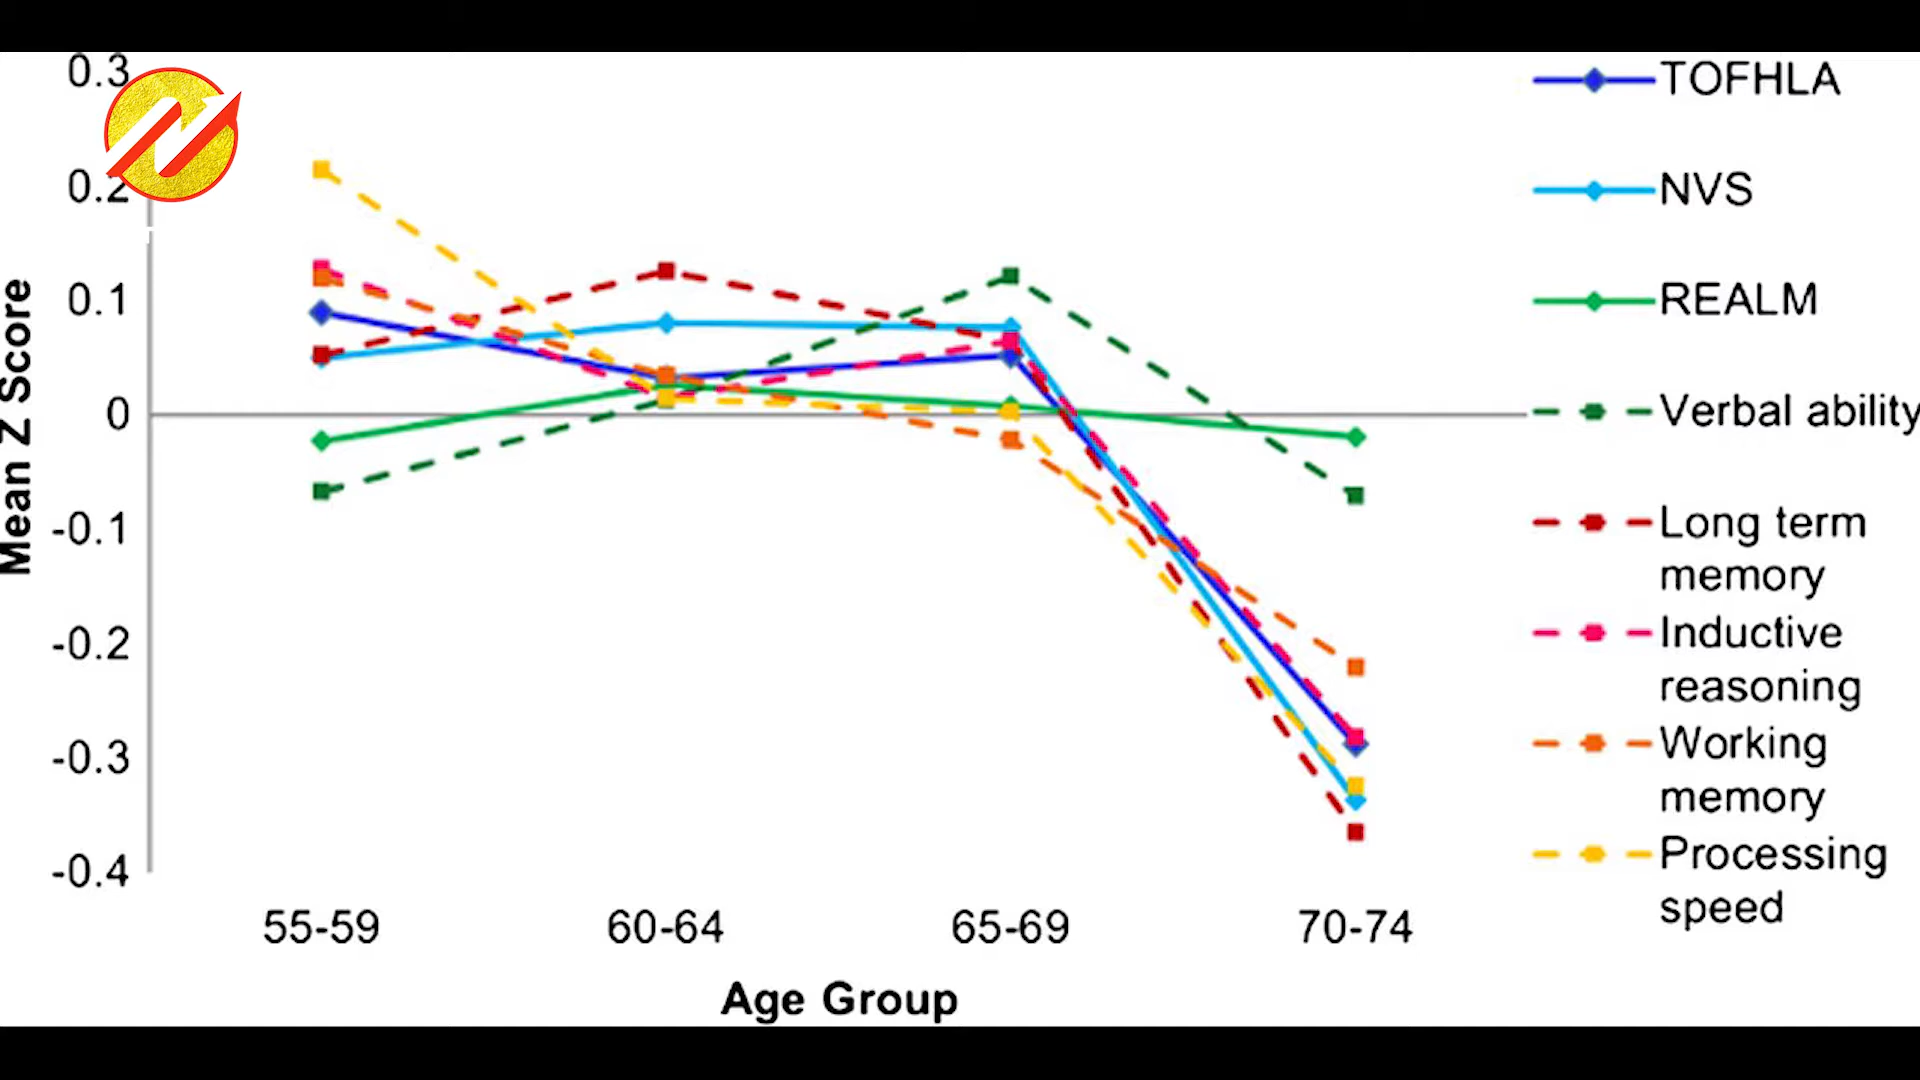 0.3
0.2
0.1
0
-0.1
-0.2
-0.3
-0.4
Mean Z Score
55-59 60-64 65-69 70-74
Age Group
TOFHLA
NVS
REALM
Verbal ability
Long term
memory
Inductive
reasoning
Working
memory
Processing
speed